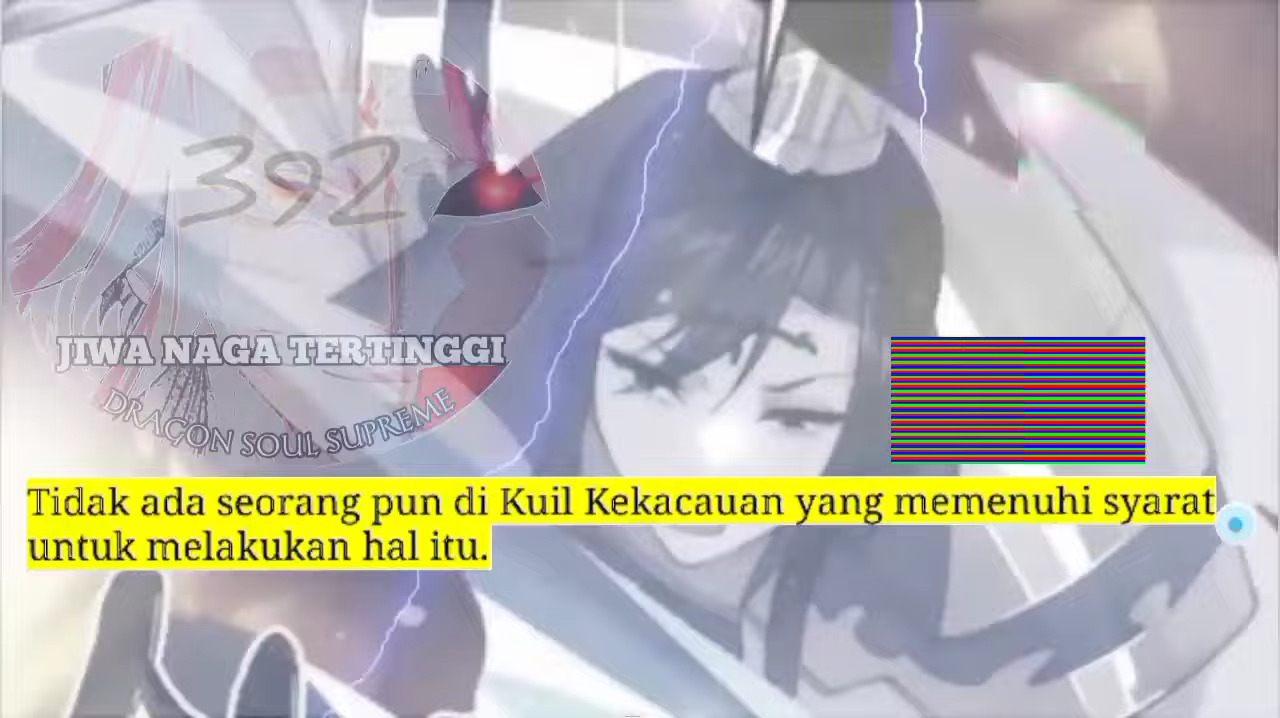 392
JIWA NAGA TERTINGGI
DRAGON SOUL SUPREME
Tidak ada seorang pun di Kuil Kekacauan yang memenuhi syarat
untuk melakukan hal itu.